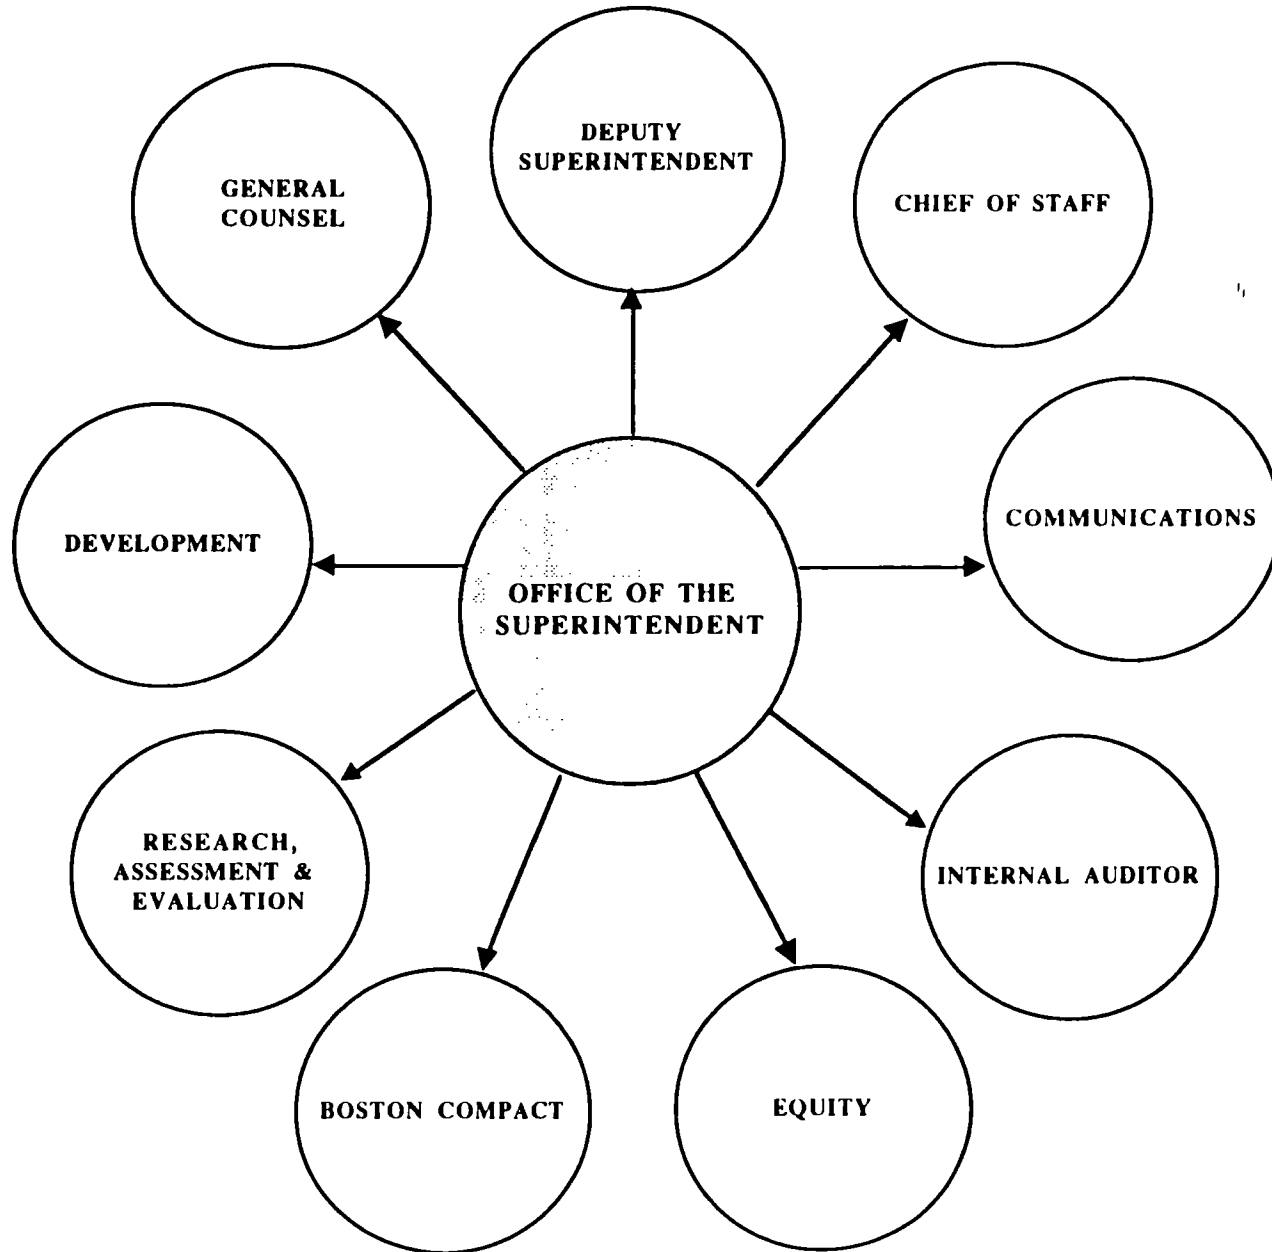 DEPUTY
SUPERINTENDENT
GENERAL
COUNSEL
CHIEF OF STAFF
COMMUNICATIONS
DEVELOPMENT
OFFICE OF THE
SUPERINTENDENT
RESEARCH,
ASSESSMENT &
EVALUATION
INTERNAL AUDITOR
BOSTON COMPACT
EQUITY